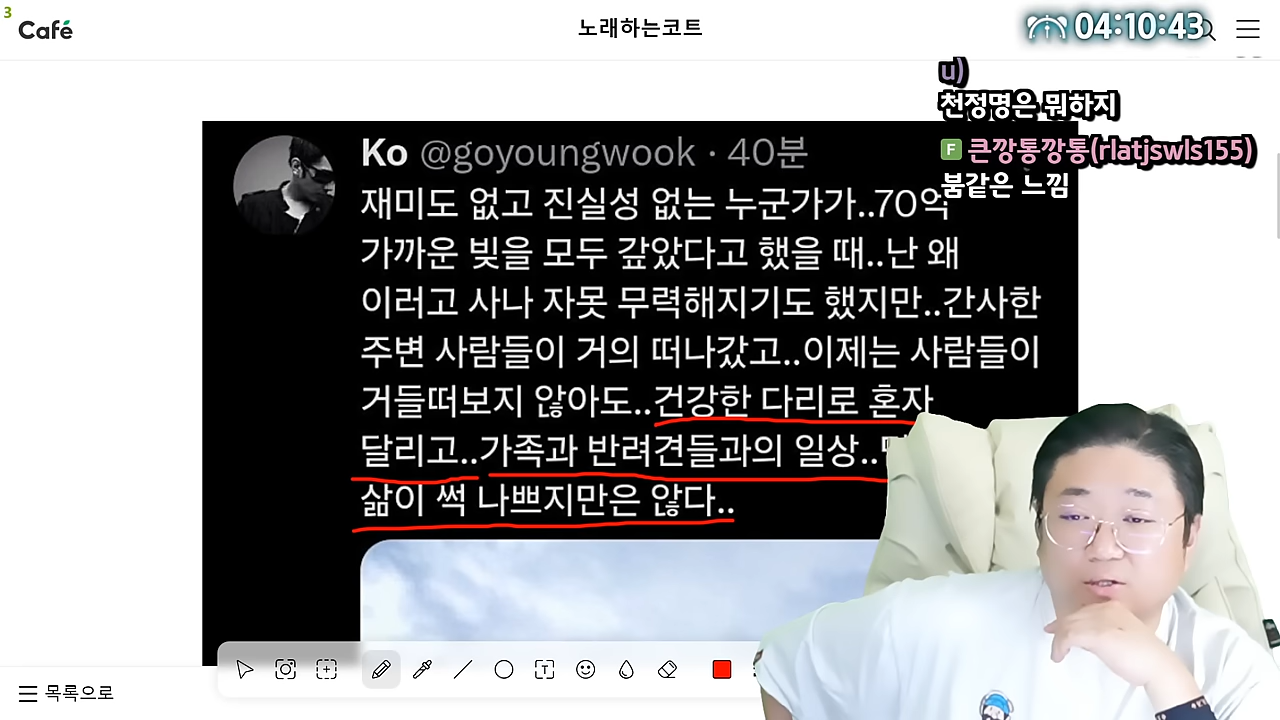 3
Café
노래하는코트
04:10:43
u)
천정명은 뭐하지
F 큰깡통깡통(rlatjswls155)
붐같은 느낌
Ko @goyoungwook · 40분
재미도 없고 진실성 없는 누군가가..70억
가까운 빚을 모두 갚았다고 했을 때..난 왜
이러고 사나 자못 무력해지기도 했지만..간사한
주변 사람들이 거의 떠나갔고..이제는 사람들이
거들떠보지 않아도..건강한 다리로 혼자
달리고..가족과 반려견들과의 일상..
삶이 썩 나쁘지만은 않다..
목록으로